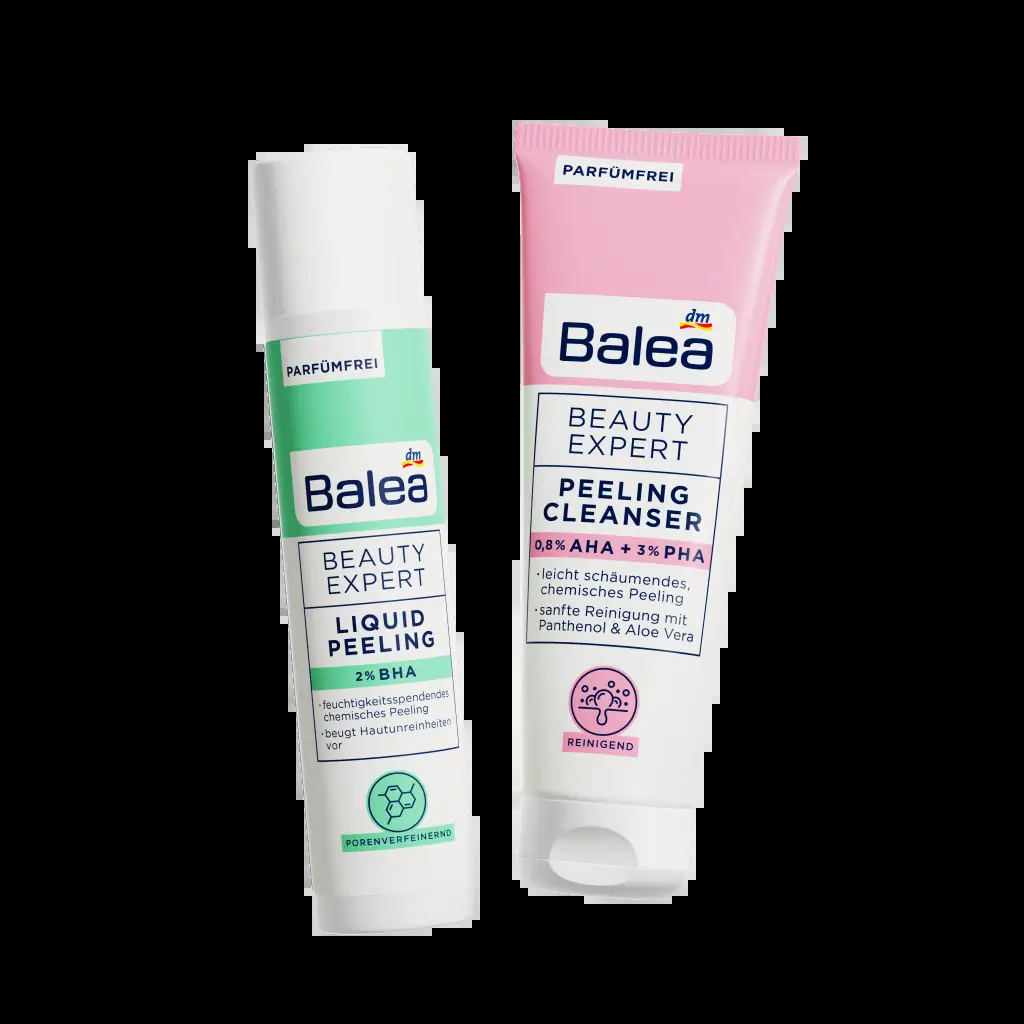 PARFÜMFREI
dm
Balea
BEAUTY
EXPERT
LIQUID
PEELING
2% BHA
·feuchtigkeitsspendendes
chemisches Peeling
·beugt Hautunreinheiten
vor
PORENVERFEINERND
PARFÜMFREI
dm
Balea
BEAUTY
EXPERT
PEELING
CLEANSER
0,8% AHA + 3% PHA
·leicht schäumendes,
chemisches Peeling
·sanfte Reinigung mit
Panthenol & Aloe Vera
REINIGEND